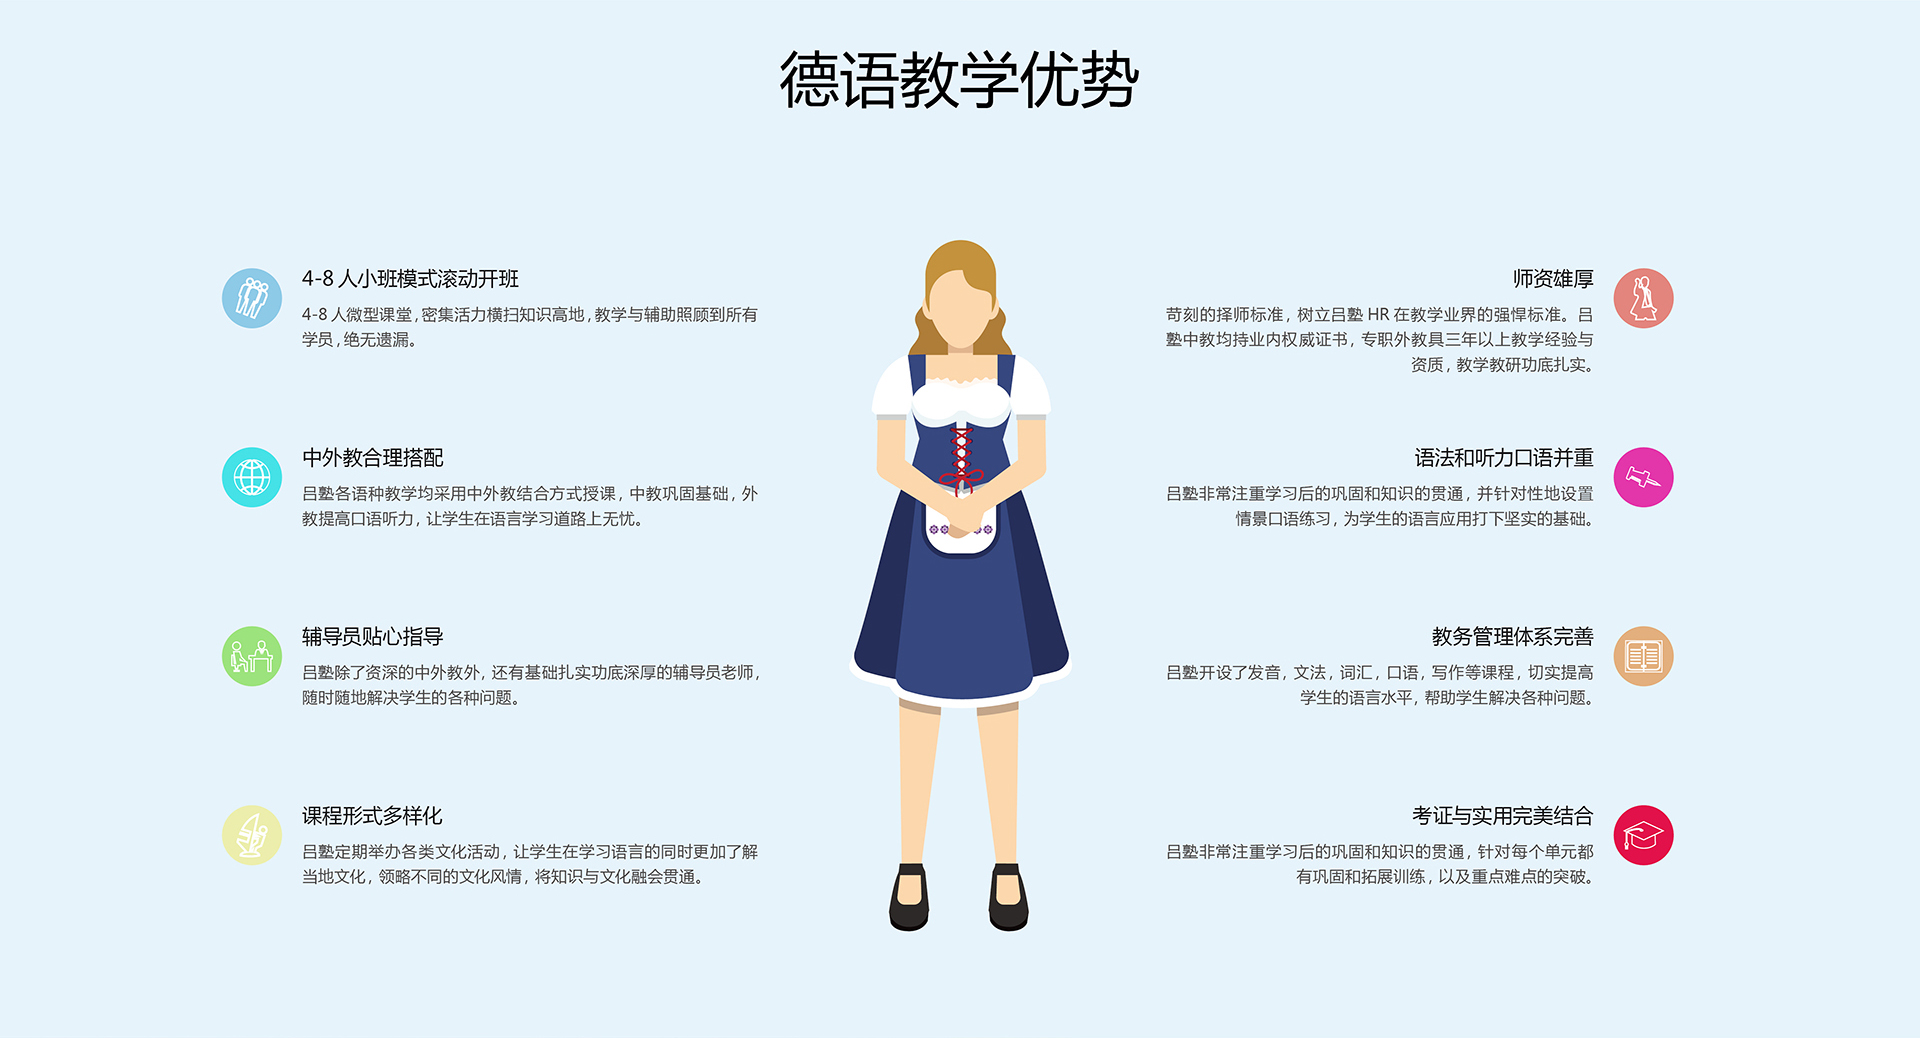 德语教学优势
4-8 人小班模式滚动开班
4-8 人微型课堂,密集活力横扫知识高地,教学与辅助照顾到所有
学员,绝无遗漏。
中外教合理搭配
吕塾各语种教学均采用中外教结合方式授课, 中教巩固基础, 外
教提高口语听力, 让学生在语言学习道路上无忧。
辅导员贴心指导
吕塾除了资深的中外教外, 还有基础扎实功底深厚的辅导员老师,
随时随地解决学生的各种问题。
课程形式多样化
吕塾定期举办各类文化活动, 让学生在学习语言的同时更加了解
当地文化, 领略不同的文化风情, 将知识与文化融会贯通。
师资雄厚
苛刻的择师标准, 树立吕塾 HR 在教学业界的强悍标准。吕
塾中教均持业内权威证书, 专职外教具三年以上教学经验与
资质, 教学教研功底扎实。
语法和听力口语并重
吕塾非常注重学习后的巩固和知识的贯通, 并针对性地设置
情景口语练习, 为学生的语言应用打下坚实的基础。
教务管理体系完善
吕塾开设了发音, 文法, 词汇, 口语, 写作等课程, 切实提高
学生的语言水平, 帮助学生解决各种问题。
考证与实用完美结合
吕塾非常注重学习后的巩固和知识的贯通, 针对每个单元都
有巩固和拓展训练, 以及重点难点的突破。